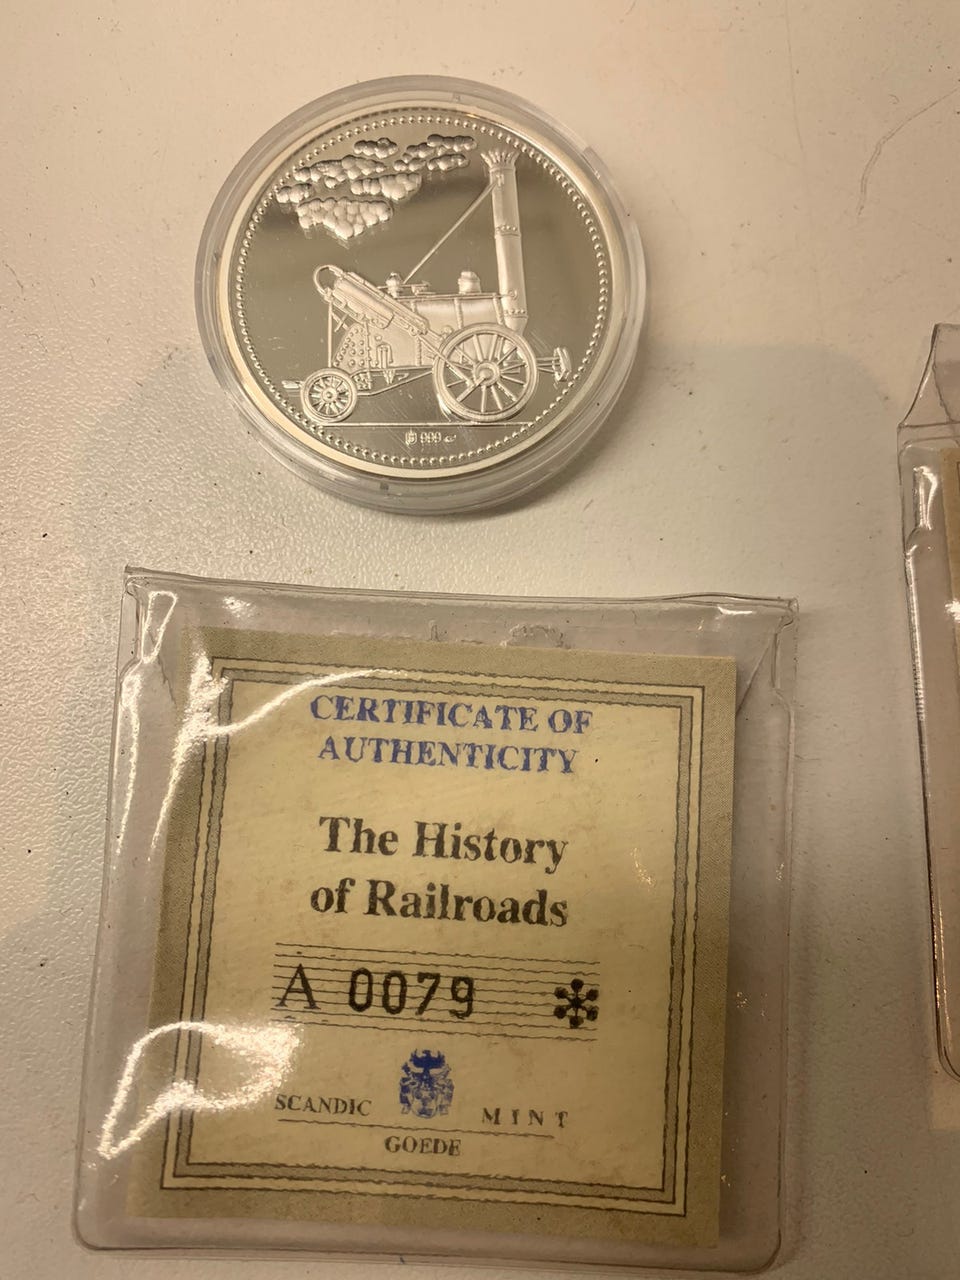 999
CERTIFICATE OF
AUTHENTICITY
The History
of Railroads
A 0079
SCANDIC MINT
GOEDE